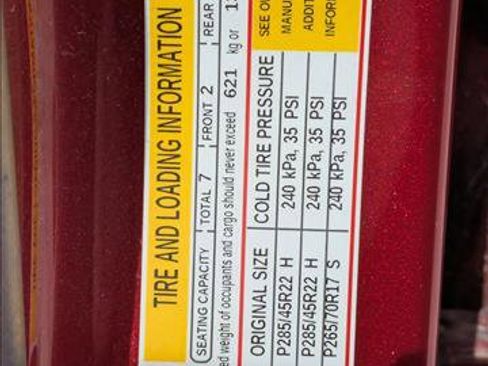 TIRE AND LOADING INFORMATION
SEATING CAPACITY TOTAL 7 FRONT 2 REAR
weight of occupants and cargo should never exceed 621 kg or
ORIGINAL SIZE COLD TIRE PRESSURE SEE
P285/45R22 H 240 kPa, 35 PSI
P285/45R22 H 240 kPa, 35 PSI
P265/70R17 S 240 kPa, 35 PSI